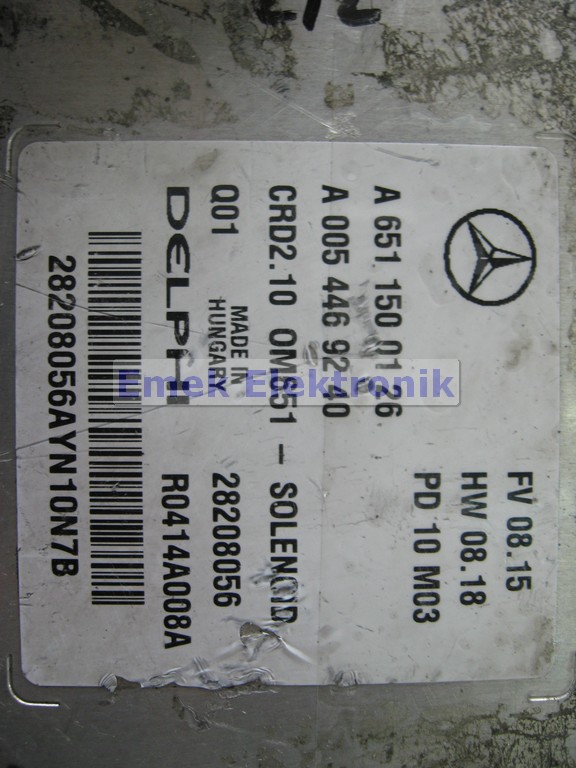 FV 08.15
HW 08.18
PD 10 M03
A 651 150 01 26
A 005 446 92 40
CRD2.10 OM651 – SOLENOID
Q01 MADE IN HUNGARY 28208056
DELPHI R0414A008A
28208056AYN10N7B
Emek Elektronik